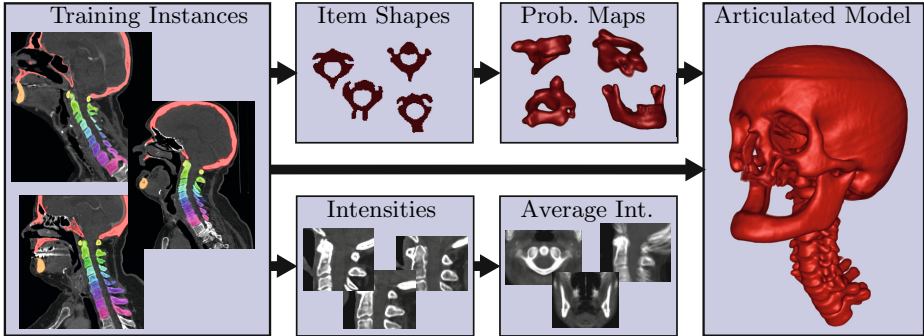 Training Instances
Item Shapes
Prob. Maps
Articulated Model
Intensities
Average Int.